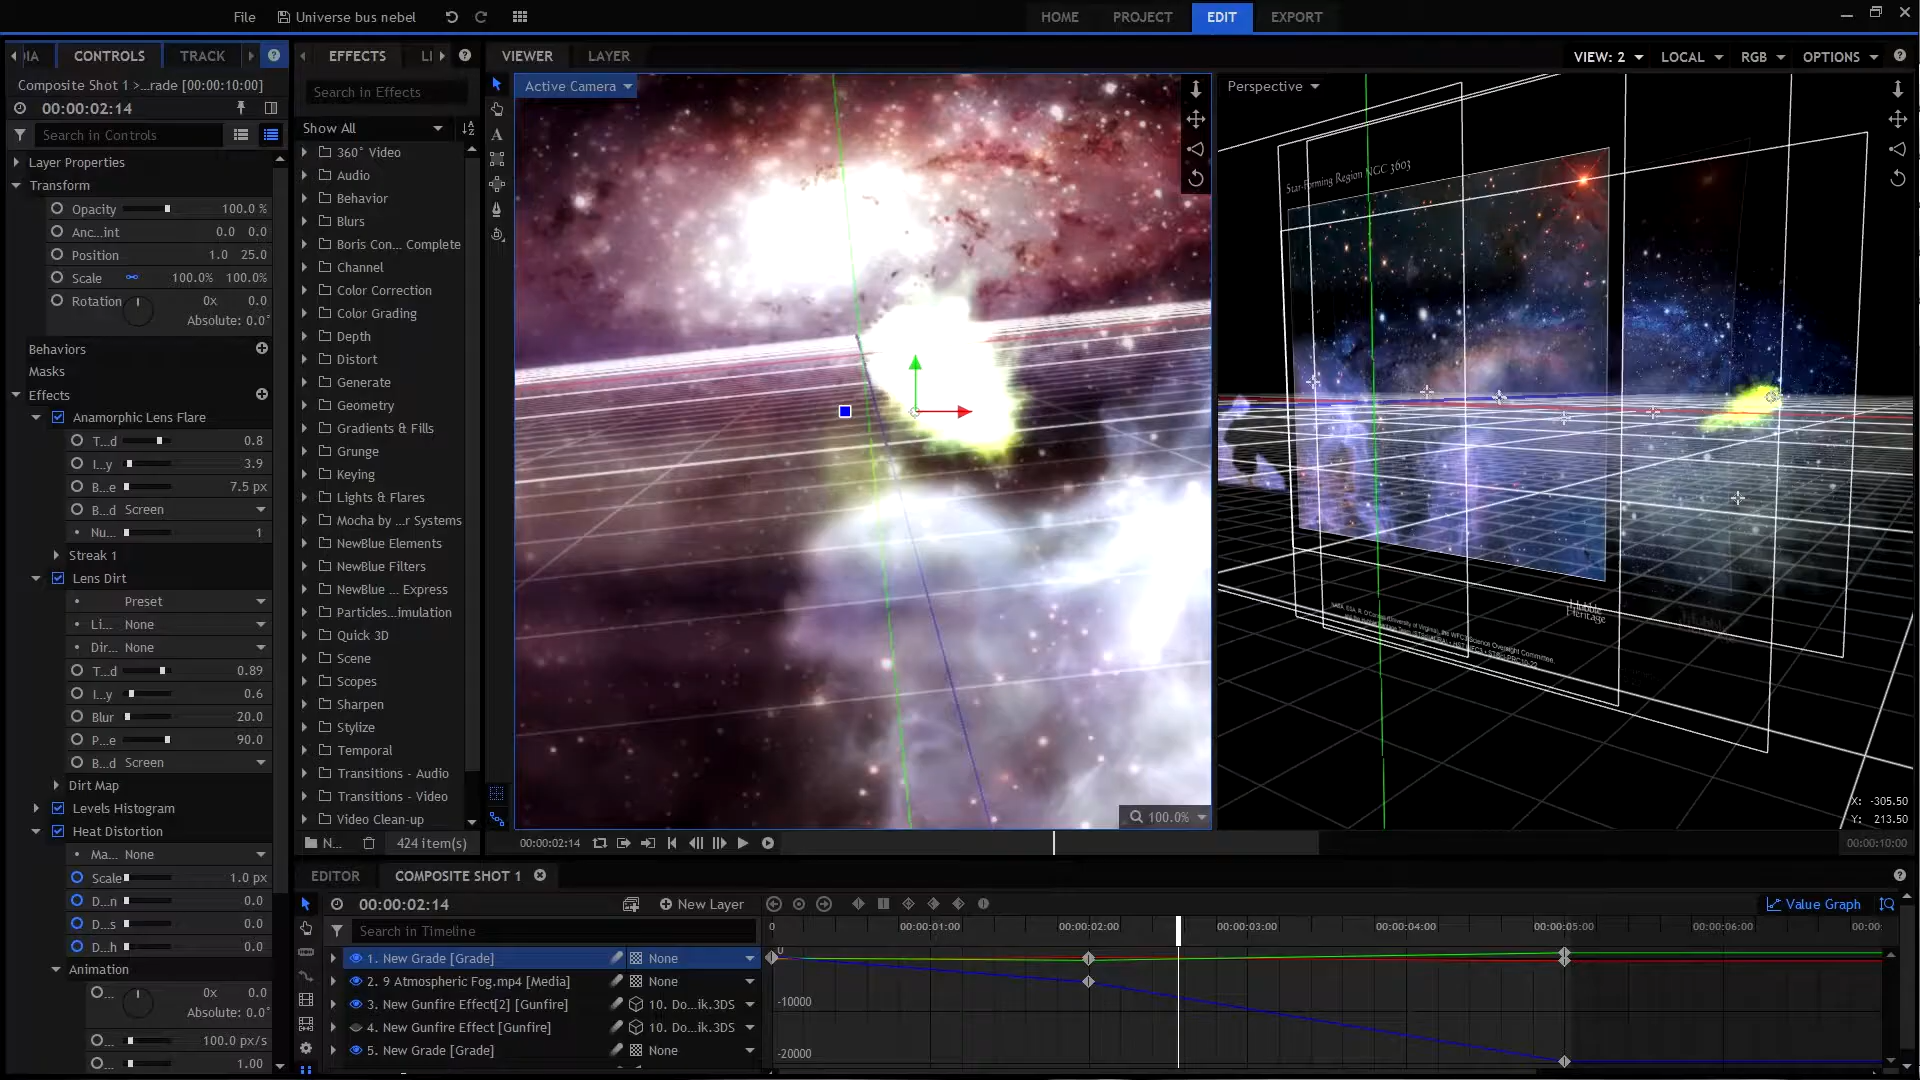 File
Universe bus nebel
HOME
PROJECT
EDIT
EXPORT
IA
CONTROLS
TRACK
Composite Shot 1 >...rade [00:00:10:00]
00:00:02:14
Search in Controls
Layer Properties
Transform
Opacity 100.0 %
Anc...int 0.0 0.0
Position 1.0 25.0
Scale 100.0% 100.0%
Rotation 0x 0.0
Absolute: 0.0°
Behaviors
Masks
Effects
Anamorphic Lens Flare
T...d 0.8
I...y 3.9
B...e 7.5 px
B...d Screen
Nu... 1
Streak 1
Lens Dirt
Preset
Li... None
Dir... None
T...d 0.89
I...y 0.6
Blur 20.0
P...e 90.0
B...d Screen
Dirt Map
Levels Histogram
Heat Distortion
Ma... None
Scale 1.0 px
D...n 0.0
D...s 0.0
D...h 0.0
Animation
O... 0x 0.0
Absolute: 0.0°
O... 100.0 px/s
O... 1.00
EFFECTS
LI
Search in Effects
Show All
360° Video
Audio
Behavior
Blurs
Boris Con... Complete
Channel
Color Correction
Color Grading
Depth
Distort
Generate
Geometry
Gradients & Fills
Grunge
Keying
Lights & Flares
Mocha by ...r Systems
NewBlue Elements
NewBlue Filters
NewBlue ... Express
Particles...imulation
Quick 3D
Scene
Scopes
Sharpen
Stylize
Temporal
Transitions - Audio
Transitions - Video
Video Clean-up
N...
424 item(s)
VIEWER
LAYER
VIEW: 2
LOCAL
RGB
OPTIONS
Active Camera
100.0%
Perspective
Star-Forming Region NGC 3603
Hubble
Heritage
X: -305.50
Y: 213.50
00:00:02:14
00:00:10:00
EDITOR
COMPOSITE SHOT 1
00:00:02:14
New Layer
Value Graph
Search in Timeline
0
00:00:01:00
00:00:02:00
00:00:03:00
00:00:04:00
00:00:05:00
00:00:06:00
00:00:
1. New Grade [Grade] None
2. 9 Atmospheric Fog.mp4 [Media] None
3. New Gunfire Effect[2] [Gunfire] 10. Do...ik.3DS
4. New Gunfire Effect [Gunfire] 10. Do...ik.3DS
5. New Grade [Grade] None
0
-10000
-20000